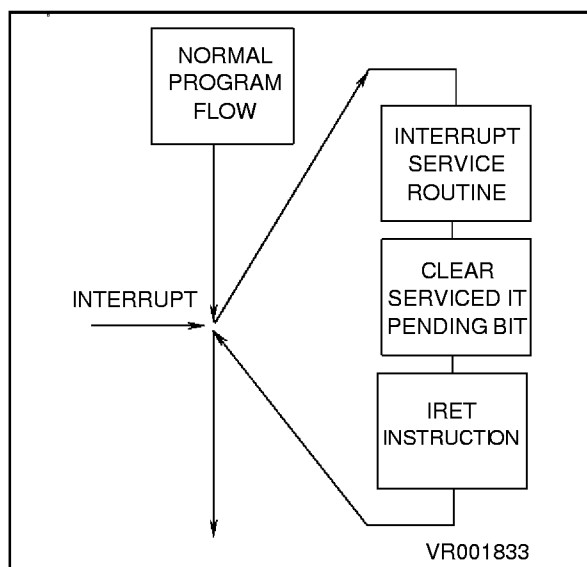 NORMAL
PROGRAM
FLOW
INTERRUPT
SERVICE
ROUTINE
CLEAR
SERVICED IT
PENDING BIT
INTERRUPT
IRET
INSTRUCTION
VR001833